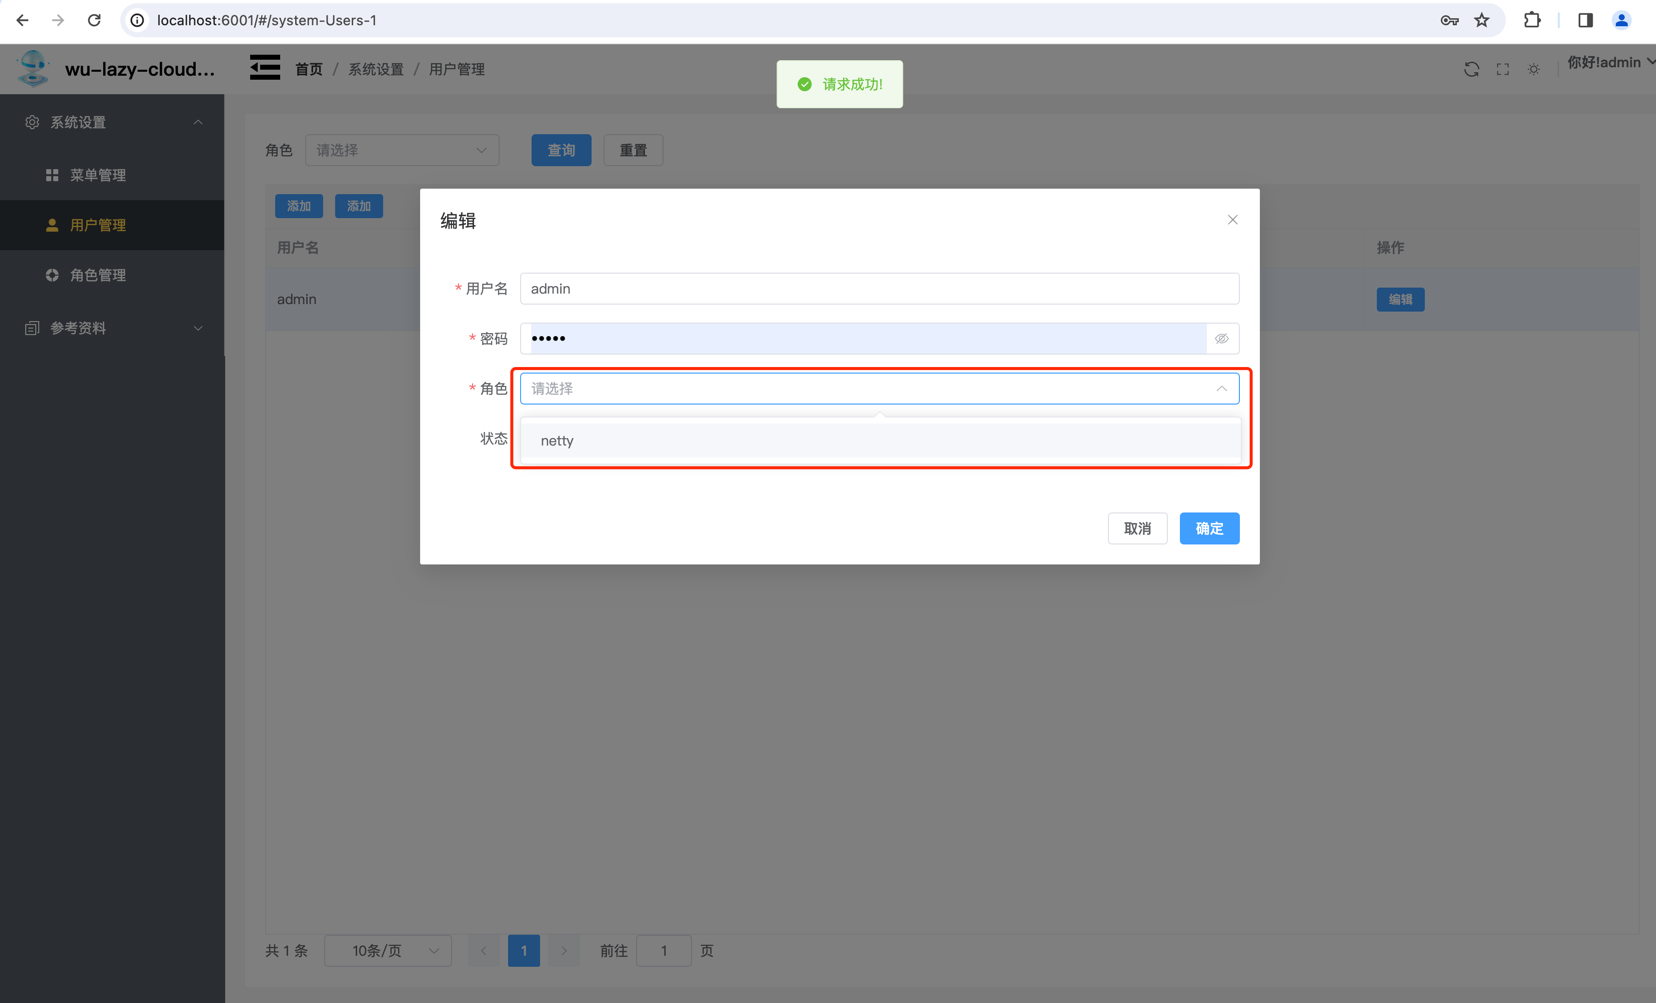 localhost:6001/#/system-Users-1
wu-lazy-cloud...
首页 / 系统设置 / 用户管理
请求成功!
你好!admin
系统设置
菜单管理
用户管理
角色管理
参考资料
角色 请选择 查询 重置
添加 添加
用户名 操作
admin 编辑
编辑
* 用户名 admin
* 密码 •••••
* 角色 请选择
状态 netty
取消 确定
共 1 条 10条/页 1 前往 1 页